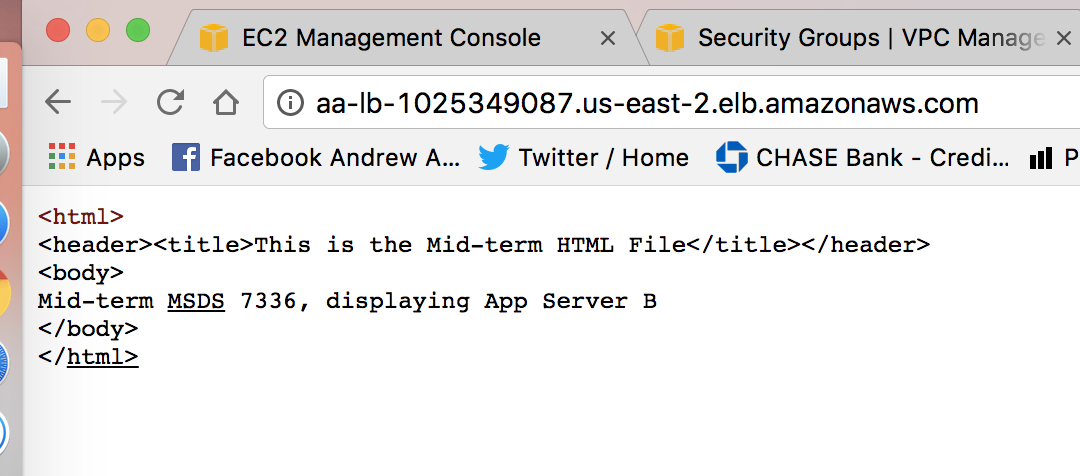 EC2 Management Console
Security Groups | VPC Manage
aa-lb-1025349087.us-east-2.elb.amazonaws.com
Apps Facebook Andrew A... Twitter / Home CHASE Bank - Credi... P
<html>
<header><title>This is the Mid-term HTML File</title></header>
<body>
Mid-term MSDS 7336, displaying App Server B
</body>
</html>